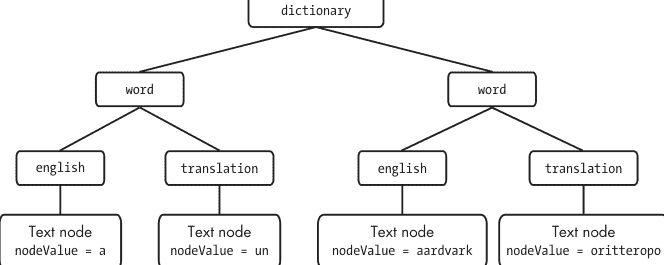 dictionary
word
word
english
translation
english
translation
Text node
nodeValue = a
Text node
nodeValue = un
Text node
nodeValue = aardvark
Text node
nodeValue = oritteropo